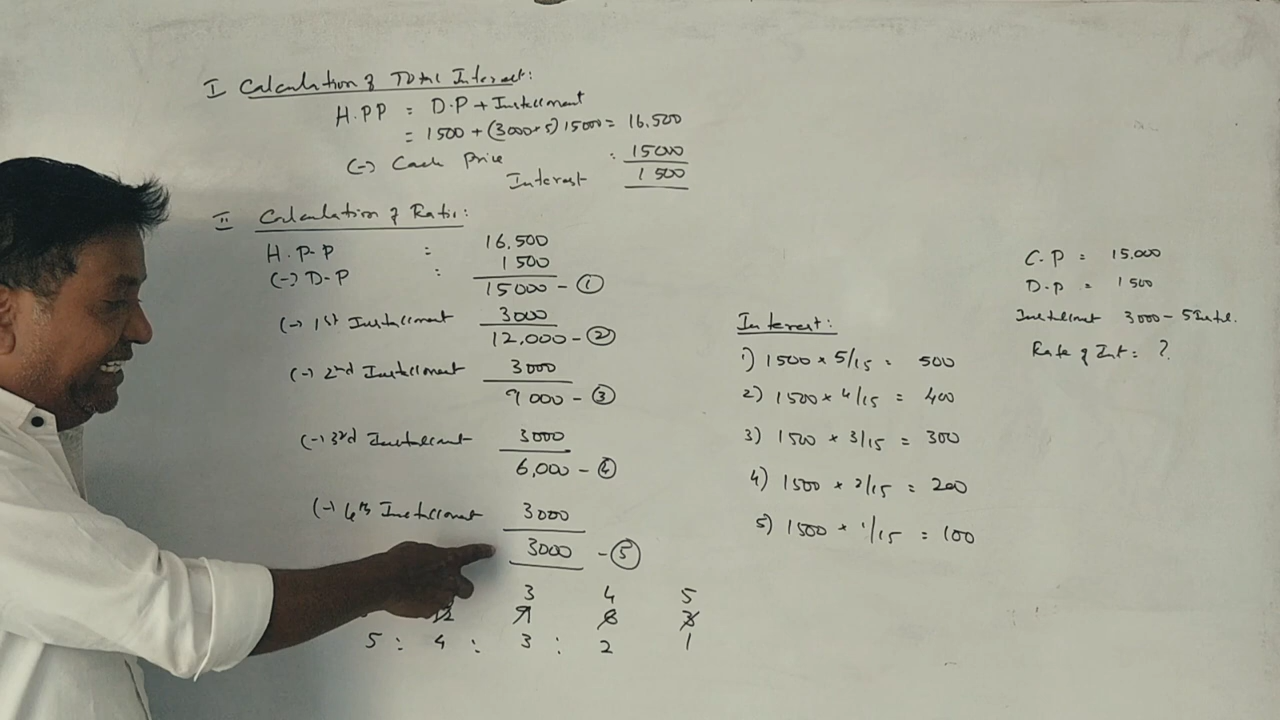 I Calculation of Total Interest:
H.P.P = D.P + Installment
= 1500 + (3000×5) 15000 = 16,500
(-) Cash Price : 15000
Interest 1500
II Calculation of Ratio:
H.P.P : 16,500
(-) D.P : 1500
15000 - ①
(-) 1st Installment 3000
12,000 - ②
(-) 2nd Installment 3000
9000 - ③
(-) 3rd Installment 3000
6,000 - ④
(-) 4th Installment 3000
3000 - ⑤
3 4 5
12 9 6 3
5 : 4 : 3 : 2 1
Interest:
1) 1500 × 5/15 = 500
2) 1500 × 4/15 = 400
3) 1500 × 3/15 = 300
4) 1500 × 2/15 = 200
5) 1500 × 1/15 = 100
C.P = 15.000
D.P = 1500
Installment 3000 - 5 Instl.
Rate of Int = ?